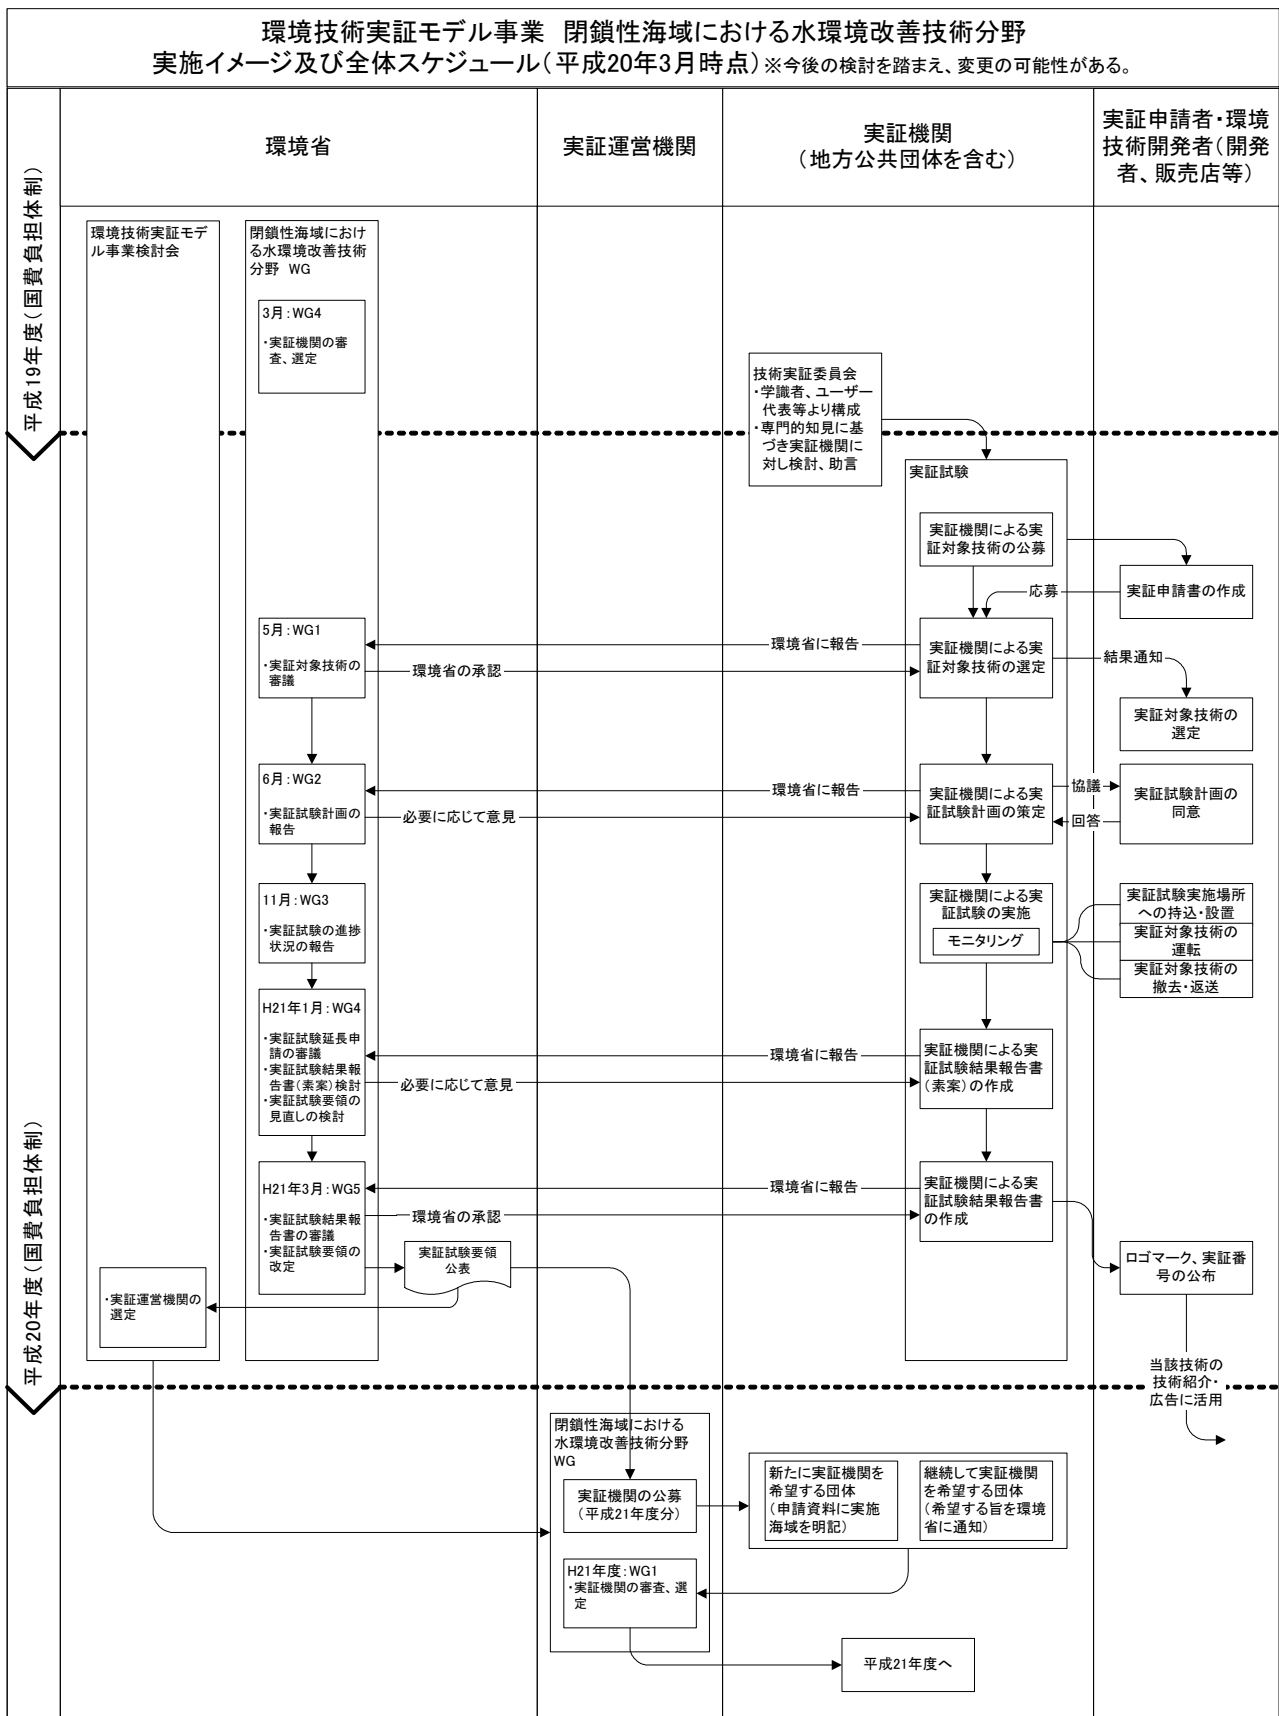 環境技術実証モデル事業 閉鎖性海域における水環境改善技術分野
実施イメージ及び全体スケジュール(平成20年3月時点)※今後の検討を踏まえ、変更の可能性がある。
環境省
実証運営機関
実証機関
(地方公共団体を含む)
実証申請者・環境
技術開発者(開発
者、販売店等)
平成19年度(国費負担体制)
環境技術実証モデ
ル事業検討会
閉鎖性海域におけ
る水環境改善技術
分野 WG
3月:WG4
・実証機関の審
査、選定
技術実証委員会
・学識者、ユーザー
代表等より構成
・専門的知見に基
づき実証機関に
対し検討、助言
平成20年度(国費負担体制)
実証試験
実証機関による実
証対象技術の公募
応募
実証申請書の作成
5月:WG1
・実証対象技術の
審議
環境省に報告
環境省の承認
実証機関による実
証対象技術の選定
結果通知
実証対象技術の
選定
6月:WG2
・実証試験計画の
報告
環境省に報告
必要に応じて意見
実証機関による実
証試験計画の策定
協議
回答
実証試験計画の
同意
11月:WG3
・実証試験の進捗
状況の報告
実証機関による実
証試験の実施
モニタリング
実証試験実施場所
への持込・設置
実証対象技術の
運転
実証対象技術の
撤去・返送
H21年1月:WG4
・実証試験延長申
請の審議
・実証試験結果報
告書(素案)検討
・実証試験要領の
見直しの検討
環境省に報告
必要に応じて意見
実証機関による実
証試験結果報告書
(素案)の作成
H21年3月:WG5
・実証試験結果報
告書の審議
・実証試験要領の
改定
環境省に報告
環境省の承認
実証機関による実
証試験結果報告書
の作成
実証試験要領
公表
・実証運営機関の
選定
ロゴマーク、実証番
号の公布
当該技術の
技術紹介・
広告に活用
閉鎖性海域における
水環境改善技術分野
WG
実証機関の公募
(平成21年度分)
新たに実証機関を
希望する団体
(申請資料に実施
海域を明記)
継続して実証機関
を希望する団体
(希望する旨を環境
省に通知)
H21年度:WG1
・実証機関の審査、選
定
平成21年度へ